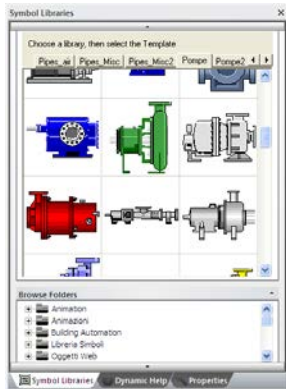 Symbol Libraries
Choose a library, then select the Template
Pipes_air Pipes_Misc Pipes_Misc2 Pompe Pompe2
Browse Folders
Animation
Animazioni
Building Automation
Libreria Simboli
Oggetti Web
Symbol Libraries Dynamic Help Properties